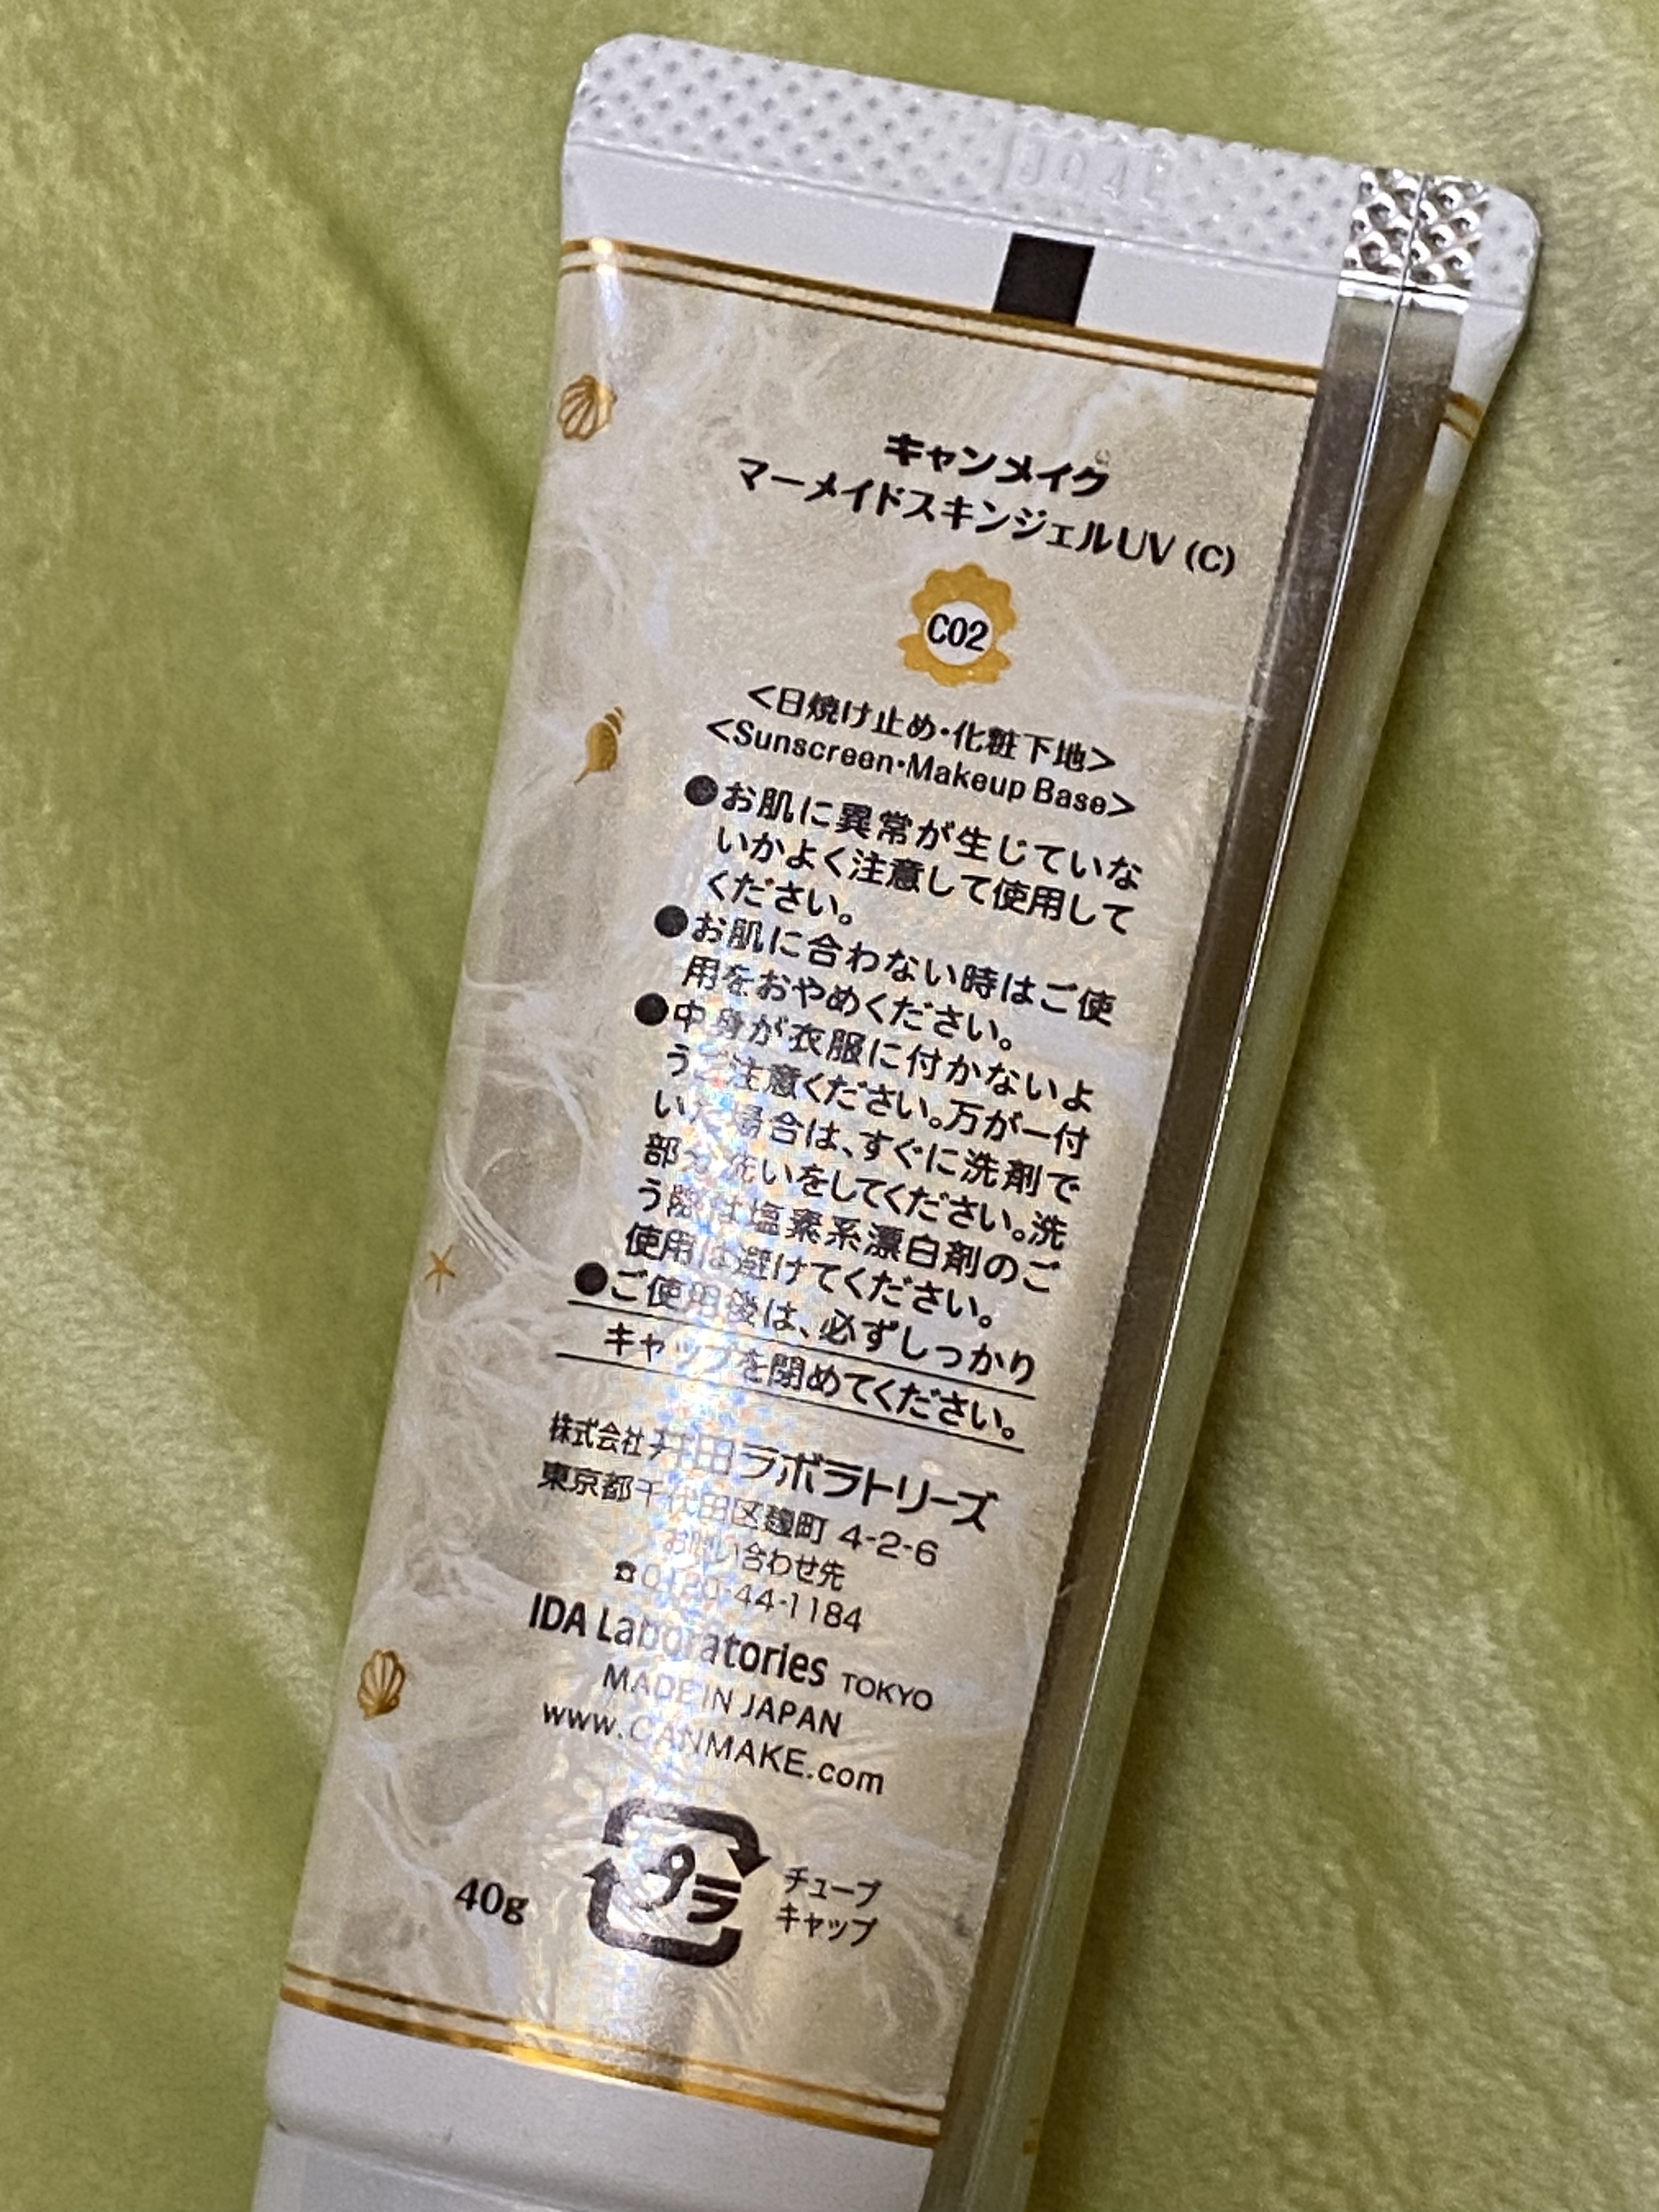 キャンメイク
マーメイドスキンジェルUV (C)
C02
<日焼け止め・化粧下地>
<Sunscreen・Makeup Base>
●お肌に異常が生じていな
いかよく注意して使用して
ください。
●お肌に合わない時はご使
用をおやめください。
●中身が衣服に付かないよ
うご注意ください。万が一付
いた場合は、すぐに洗剤で
部分洗いをしてください。洗
う際は塩素系漂白剤のご
使用は避けてください。
●ご使用後は、必ずしっかり
キャップを閉めてください。
株式会社 井田ラボラトリーズ
東京都千代田区麹町 4-2-6
お問い合わせ先
☎0120-44-1184
IDA Laboratories TOKYO
MADE IN JAPAN
www.CANMAKE.com
40g
プラ
チューブ
キャップ